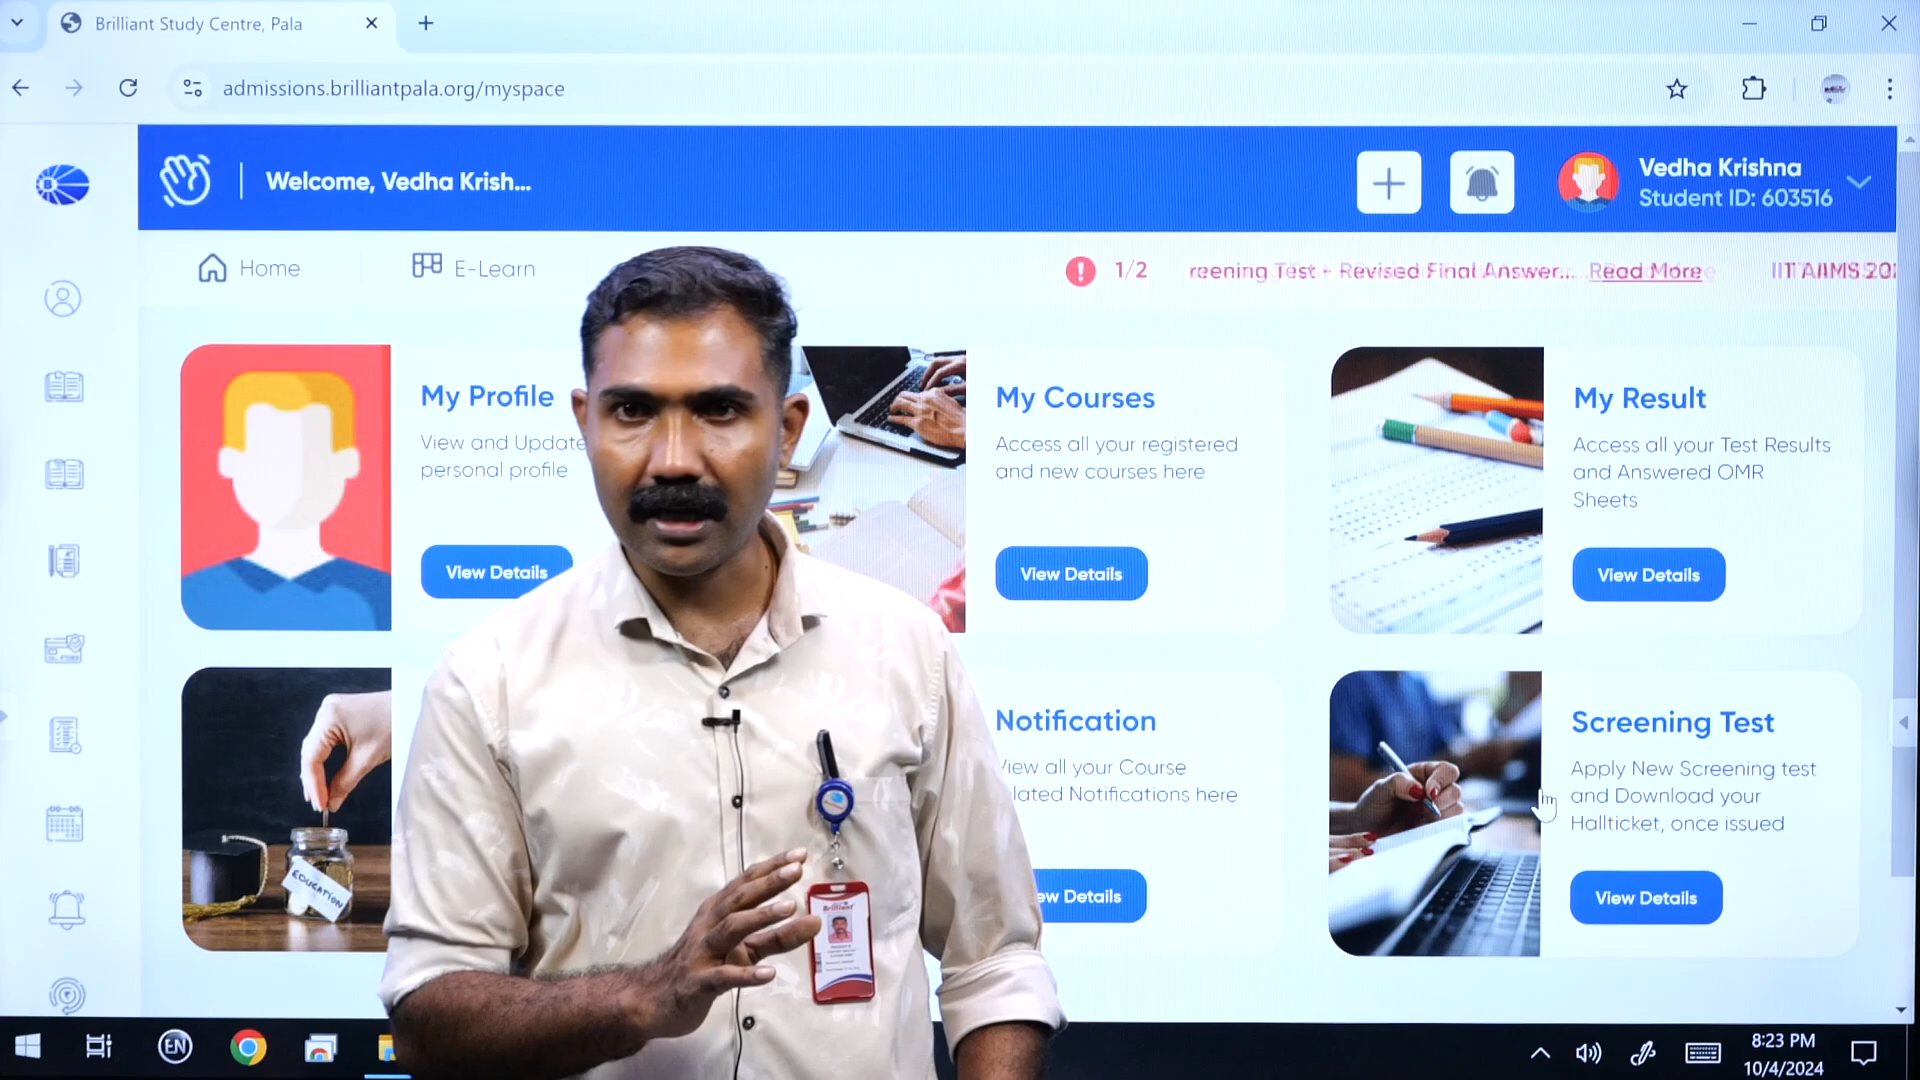 Brilliant Study Centre, Pala
admissions.brilliantpala.org/myspace
Welcome, Vedha Krish...
Vedha Krishna
Student ID: 603516
Home
E-Learn
1/2
reening Test - Revised Final Answer...
Read More
IIT AIIMS 202
My Profile
View and Update
personal profile
View Details
My Courses
Access all your registered
and new courses here
View Details
My Result
Access all your Test Results
and Answered OMR
Sheets
View Details
EDUCATION
Notification
View all your Course
lated Notifications here
ew Details
Screening Test
Apply New Screening test
and Download your
Hallticket, once issued
View Details
Brilliant
EN
8:23 PM
10/4/2024